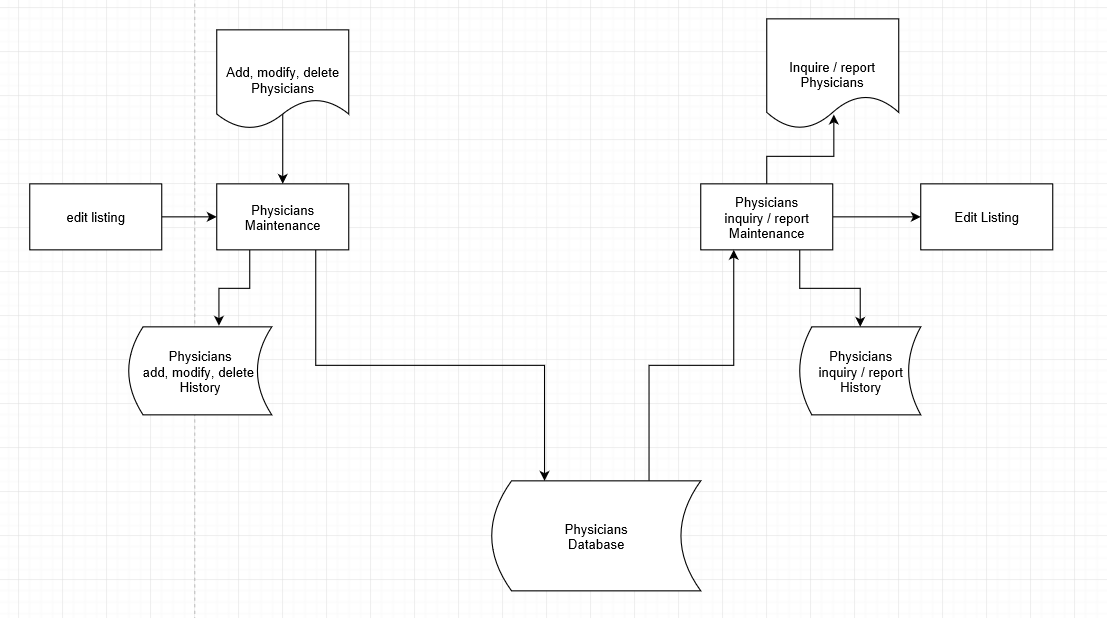 Add, modify, delete
Physicians
Inquire / report
Physicians
edit listing
Physicians
Maintenance
Physicians
inquiry / report
Maintenance
Edit Listing
Physicians
add, modify, delete
History
Physicians
inquiry / report
History
Physicians
Database